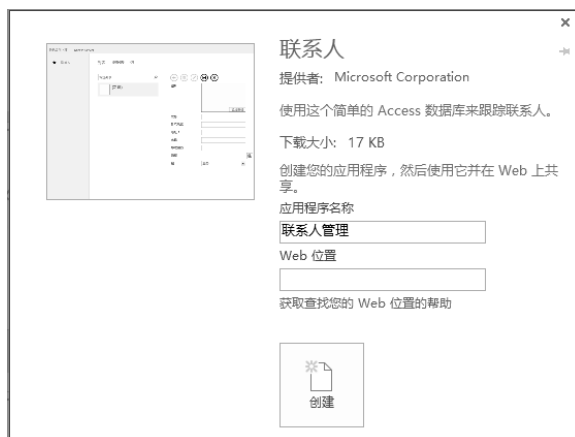 联系人
提供者: Microsoft Corporation
使用这个简单的 Access 数据库来跟踪联系人。
下载大小: 17 KB
创建您的应用程序，然后使用它并在 Web 上共
享。
应用程序名称
联系人管理
Web 位置
获取查找您的 Web 位置的帮助
创建